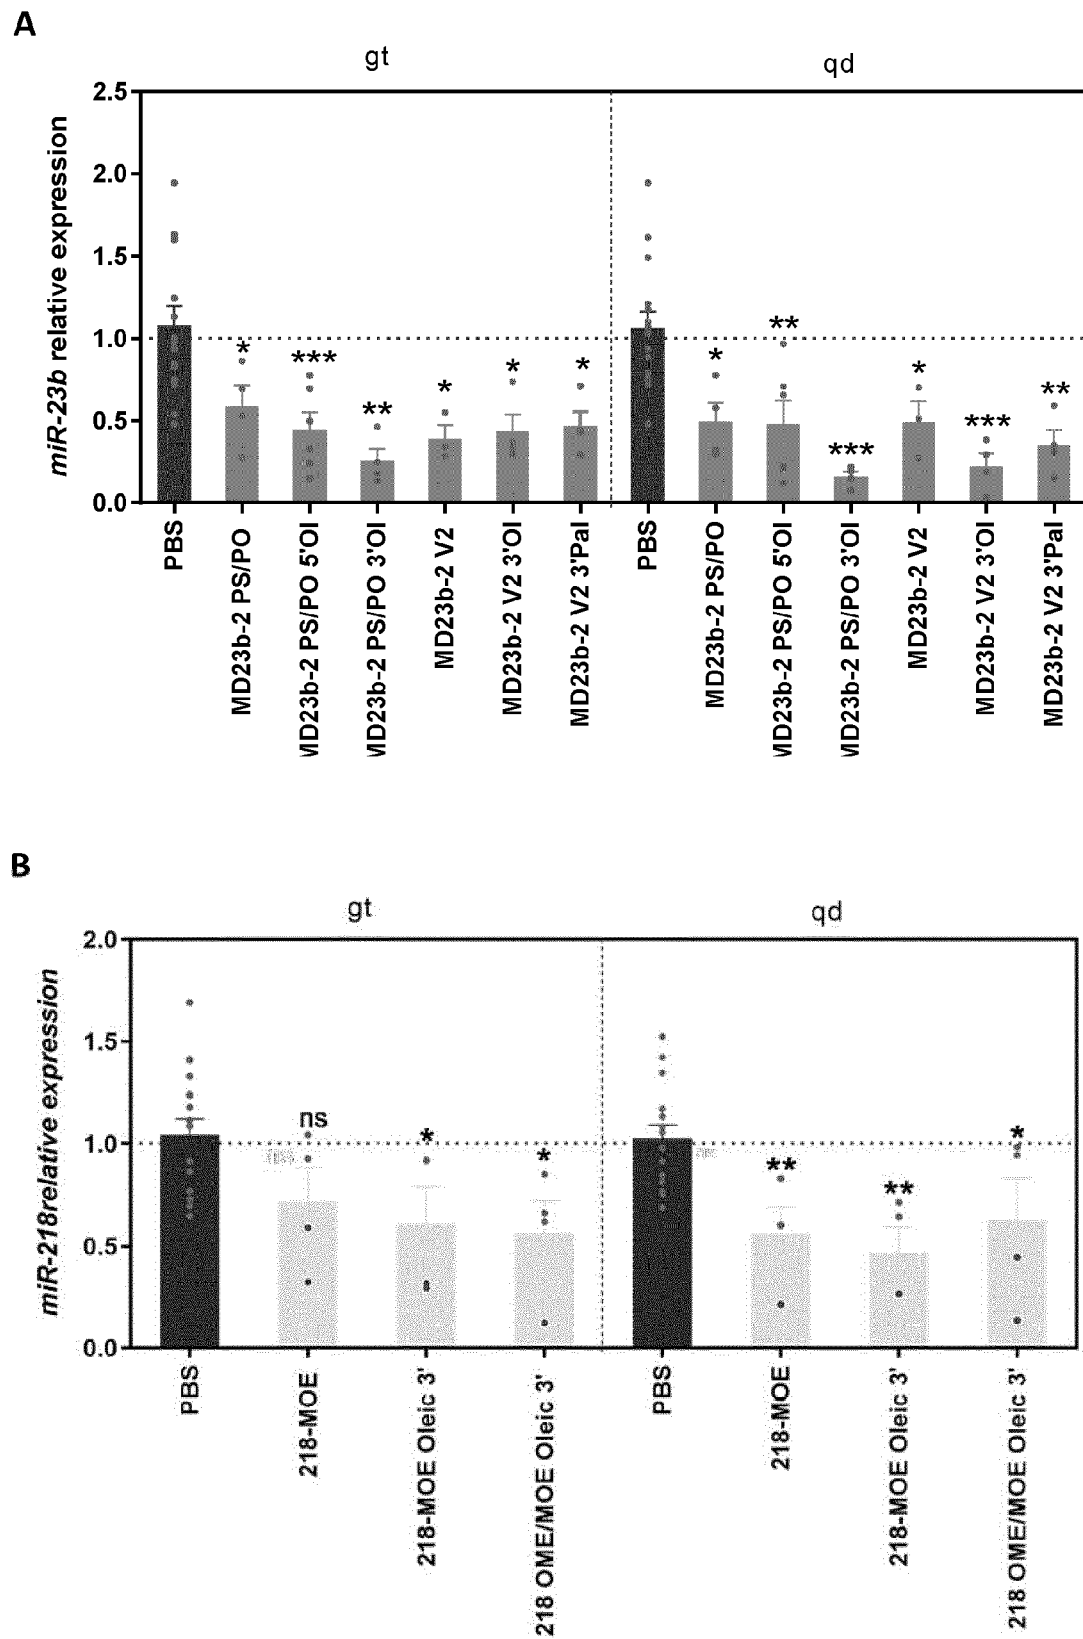 A
gt
qd
miR-23b relative expression
2.5
2.0
1.5
1.0
0.5
0.0
*
***
**
*
*
*
*
**
***
*
***
**
PBS
MD23b-2 PS/PO
MD23b-2 PS/PO 5'Ol
MD23b-2 PS/PO 3'Ol
MD23b-2 V2
MD23b-2 V2 3'Ol
MD23b-2 V2 3'Pal
PBS
MD23b-2 PS/PO
MD23b-2 PS/PO 5'Ol
MD23b-2 PS/PO 3'Ol
MD23b-2 V2
MD23b-2 V2 3'Ol
MD23b-2 V2 3'Pal
B
gt
qd
miR-218relative expression
2.0
1.5
1.0
0.5
0.0
ns
*
*
**
**
*
PBS
218-MOE
218-MOE Oleic 3'
218 OME/MOE Oleic 3'
PBS
218-MOE
218-MOE Oleic 3'
218 OME/MOE Oleic 3'